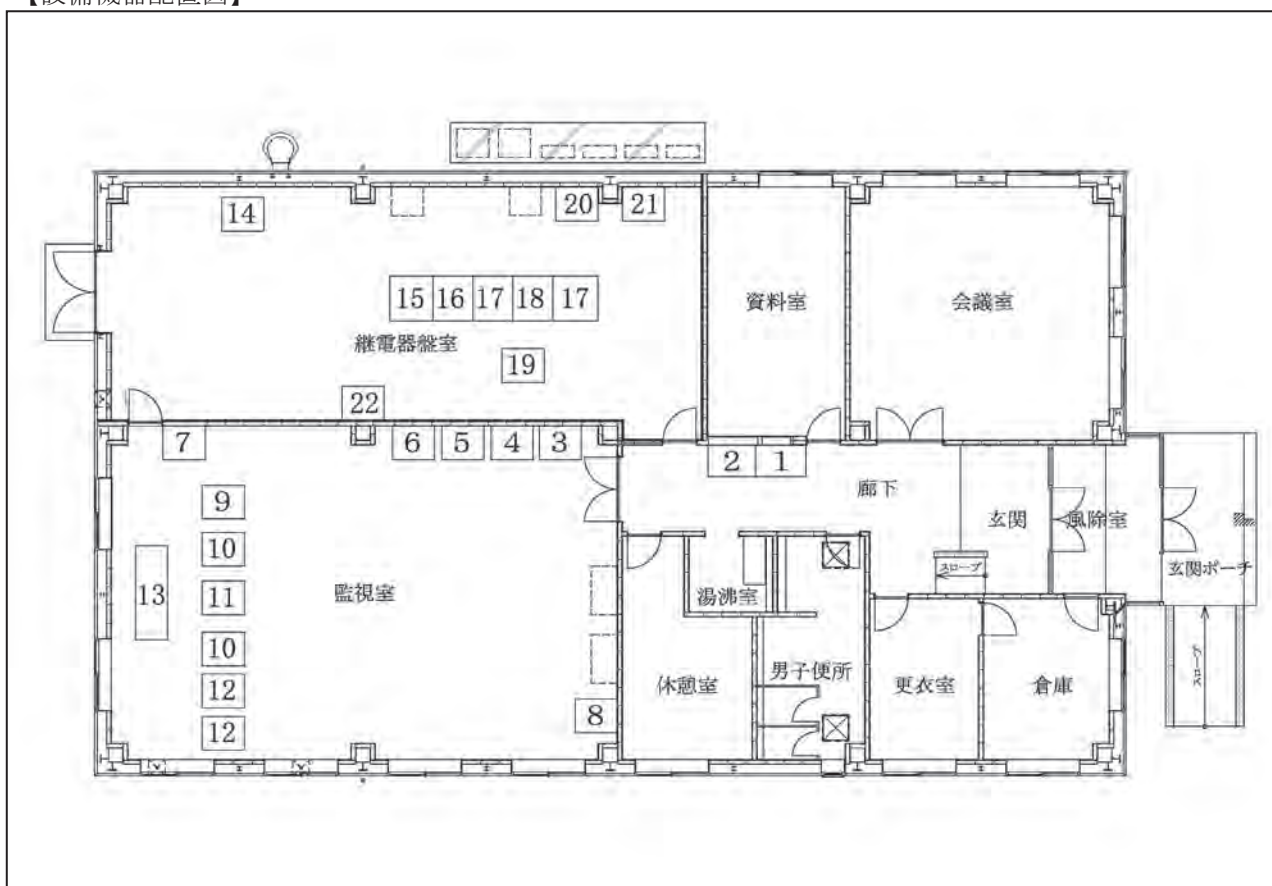 【設備機器配置図】
14
20
21
15 16 17 18 17
資料室
会議室
継電器盤室
19
22
7
6
5
4
3
2
1
廊下
9
玄関
風除室
10
スロープ
玄関ポーチ
13
11
監視室
湯沸室
スロープ
10
休憩室
男子便所
更衣室
倉庫
12
8
12